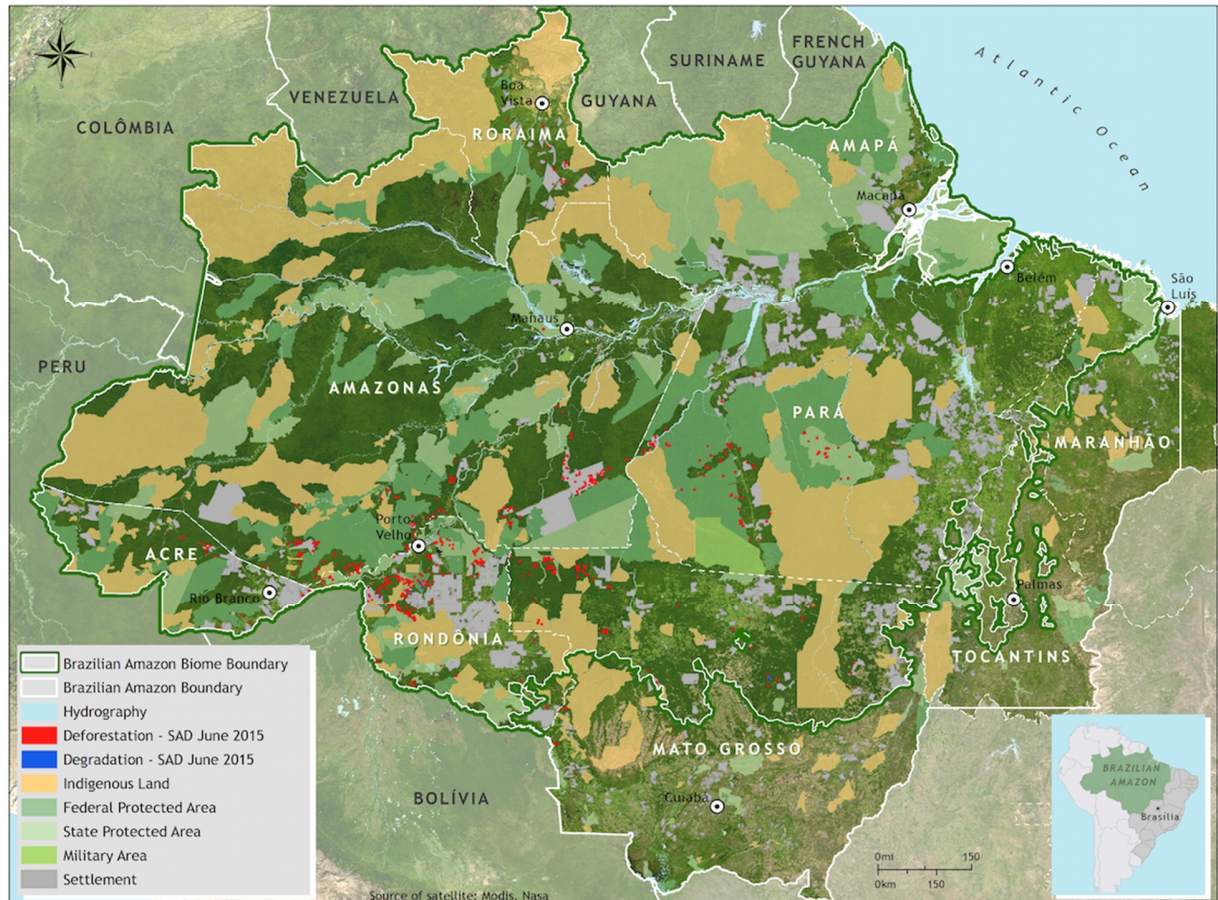 COLÔMBIA
VENEZUELA
GUYANA
SURINAME
FRENCH
GUYANA
Atlantic Ocean
Boa
Vista
RORAIMA
AMAPÁ
Macapá
Belém
São
Luís
PERU
Manaus
AMAZONAS
PARÁ
MARANHÃO
Porto
Velho
ACRE
Rio Branco
RONDÔNIA
Palmas
TOCANTINS
MATO GROSSO
Cuiabá
BOLÍVIA
Brazilian Amazon Biome Boundary
Brazilian Amazon Boundary
Hydrography
Deforestation - SAD June 2015
Degradation - SAD June 2015
Indigenous Land
Federal Protected Area
State Protected Area
Military Area
Settlement
Source of satellite: Modis, Nasa
0mi 150
0km 150
BRAZILIAN
AMAZON
Brasília